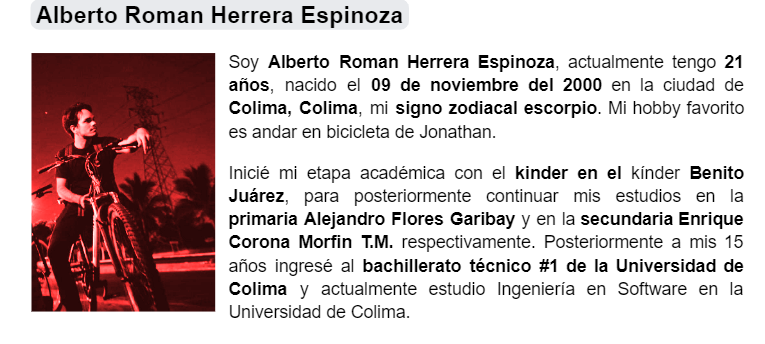 Alberto Roman Herrera Espinoza
Soy Alberto Roman Herrera Espinoza, actualmente tengo 21
años, nacido el 09 de noviembre del 2000 en la ciudad de
Colima, Colima, mi signo zodiacal escorpio. Mi hobby favorito
es andar en bicicleta de Jonathan.
Inicié mi etapa académica con el kinder en el kínder Benito
Juárez, para posteriormente continuar mis estudios en la
primaria Alejandro Flores Garibay y en la secundaria Enrique
Corona Morfin T.M. respectivamente. Posteriormente a mis 15
años ingresé al bachillerato técnico #1 de la Universidad de
Colima y actualmente estudio Ingeniería en Software en la
Universidad de Colima.